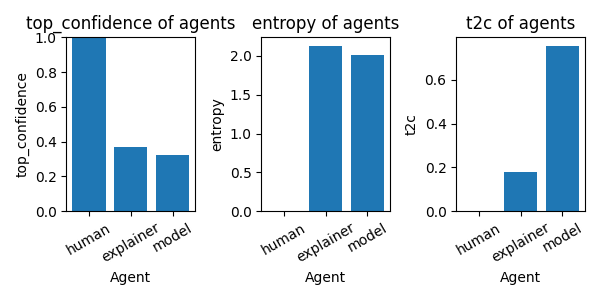 top_confidence of agents
top_confidence
1.0
0.8
0.6
0.4
0.2
0.0
human
explainer
model
Agent
entropy of agents
entropy
2.0
1.5
1.0
0.5
0.0
human
explainer
model
Agent
t2c of agents
t2c
0.6
0.4
0.2
0.0
human
explainer
model
Agent